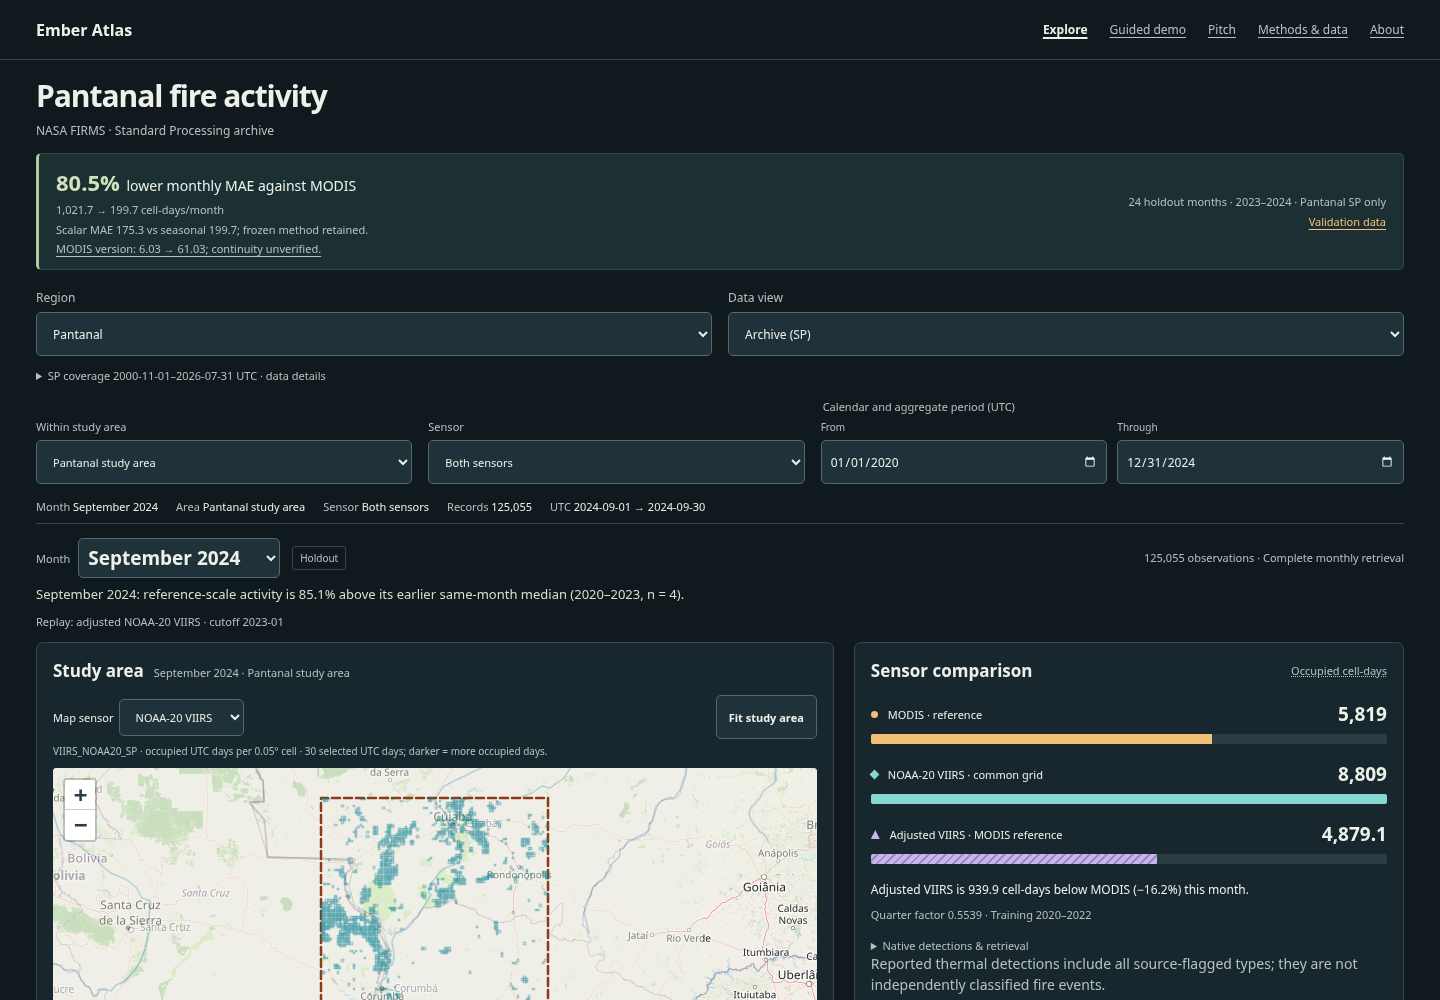 Ember Atlas
Explore
Guided demo
Pitch
Methods & data
About
Pantanal fire activity
NASA FIRMS · Standard Processing archive
80.5% lower monthly MAE against MODIS
1,021.7 → 199.7 cell-days/month
Scalar MAE 175.3 vs seasonal 199.7; frozen method retained.
MODIS version: 6.03 → 61.03; continuity unverified.
24 holdout months · 2023–2024 · Pantanal SP only
Validation data
Region
Pantanal
Data view
Archive (SP)
SP coverage 2000-11-01–2026-07-31 UTC · data details
Within study area
Pantanal study area
Sensor
Both sensors
Calendar and aggregate period (UTC)
From
01/01/2020
Through
12/31/2024
Month September 2024 Area Pantanal study area Sensor Both sensors Records 125,055 UTC 2024-09-01 → 2024-09-30
Month September 2024 Holdout
125,055 observations · Complete monthly retrieval
September 2024: reference-scale activity is 85.1% above its earlier same-month median (2020–2023, n = 4).
Replay: adjusted NOAA-20 VIIRS · cutoff 2023-01
Study area September 2024 · Pantanal study area
Map sensor NOAA-20 VIIRS
Fit study area
VIIRS_NOAA20_SP · occupied UTC days per 0.05° cell · 30 selected UTC days; darker = more occupied days.
+
−
da Serra
Cuiabá
Cuiabá
Rondonópolis
Bolivia
olivia
Santa Cruz
Santa Cruz
de la Sierra
Santa Cruz
Goiás
Anápolis
Goiânia
Caldas
Novas
Jataí
Rio Verde
Itumbiara
Uberlâ
Ituiutaba
Corumbá
Corumbá
ucre
Sensor comparison
Occupied cell-days
MODIS · reference
5,819
NOAA-20 VIIRS · common grid
8,809
Adjusted VIIRS · MODIS reference
4,879.1
Adjusted VIIRS is 939.9 cell-days below MODIS (−16.2%) this month.
Quarter factor 0.5539 · Training 2020–2022
Native detections & retrieval
Reported thermal detections include all source-flagged types; they are not
independently classified fire events.